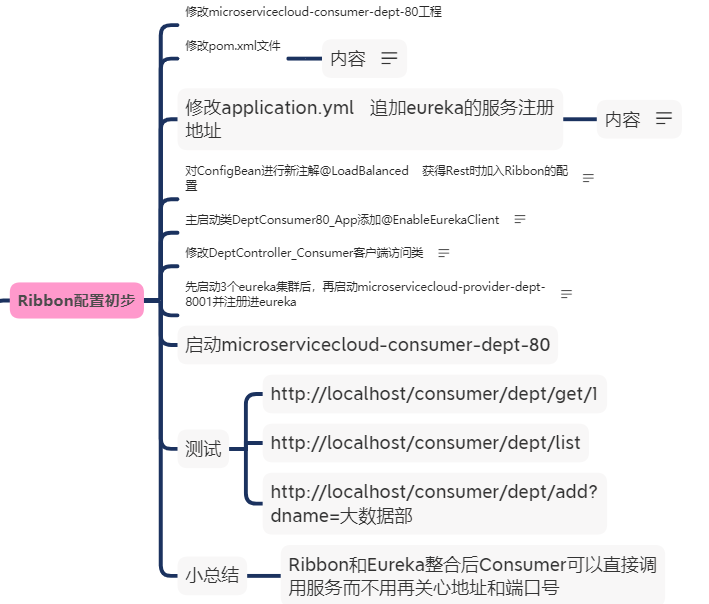 修改microservicecloud-consumer-dept-80工程
修改pom.xml文件
内容
修改application.yml 追加eureka的服务注册
地址
内容
对ConfigBean进行新注解@LoadBalanced 获得Rest时加入Ribbon的配
置
主启动类DeptConsumer80_App添加@EnableEurekaClient
修改DeptController_Consumer客户端访问类
先启动3个eureka集群后，再启动microservicecloud-provider-dept-
8001并注册进eureka
Ribbon配置初步
启动microservicecloud-consumer-dept-80
测试
http://localhost/consumer/dept/get/1
http://localhost/consumer/dept/list
http://localhost/consumer/dept/add?
dname=大数据部
小总结
Ribbon和Eureka整合后Consumer可以直接调
用服务而不用再关心地址和端口号